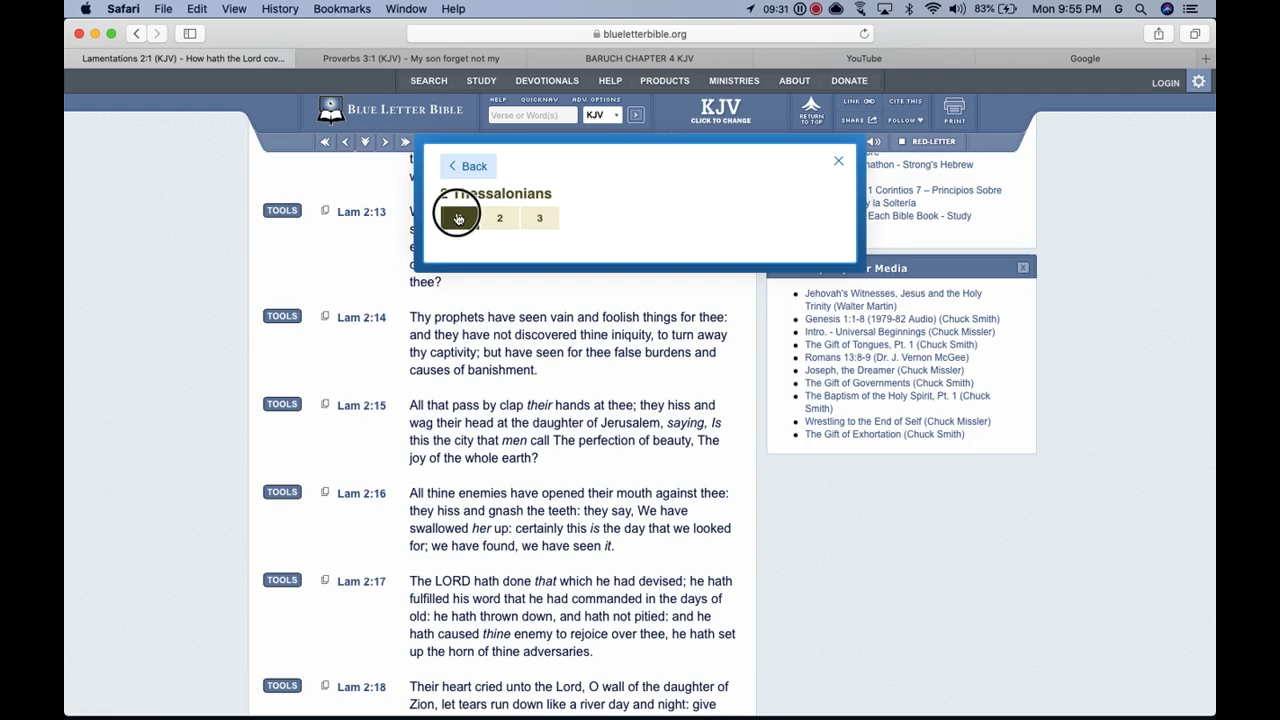 Safari File Edit View History Bookmarks Window Help 09:31 83% Mon 9:55 PM G
blueletterbible.org
Lamentations 2:1 (KJV) - How hath the Lord cov... Proverbs 3:1 (KJV) - My son forget not my BARUCH CHAPTER 4 KJV YouTube Google
SEARCH STUDY DEVOTIONALS HELP PRODUCTS MINISTRIES ABOUT DONATE LOGIN
BLUE LETTER BIBLE
HELP QUICKNAV ADV. OPTIONS
Verse or Word(s) KJV
KJV
CLICK TO CHANGE
RETURN TO TOP
LINK CITE THIS
SHARE FOLLOW
PRINT
RED-LETTER
Back
2 Thessalonians
2 3
nathon - Strong's Hebrew
1 Corintios 7 – Principios Sobre
y la Soltería
Each Bible Book - Study
TOOLS Lam 2:13
thee?
TOOLS Lam 2:14 Thy prophets have seen vain and foolish things for thee:
and they have not discovered thine iniquity, to turn away
thy captivity; but have seen for thee false burdens and
causes of banishment.
TOOLS Lam 2:15 All that pass by clap their hands at thee; they hiss and
wag their head at the daughter of Jerusalem, saying, Is
this the city that men call The perfection of beauty, The
joy of the whole earth?
TOOLS Lam 2:16 All thine enemies have opened their mouth against thee:
they hiss and gnash the teeth: they say, We have
swallowed her up: certainly this is the day that we looked
for; we have found, we have seen it.
TOOLS Lam 2:17 The LORD hath done that which he had devised; he hath
fulfilled his word that he had commanded in the days of
old: he hath thrown down, and hath not pitied: and he
hath caused thine enemy to rejoice over thee, he hath set
up the horn of thine adversaries.
TOOLS Lam 2:18 Their heart cried unto the Lord, O wall of the daughter of
Zion, let tears run down like a river day and night: give
Media
Jehovah's Witnesses, Jesus and the Holy
Trinity (Walter Martin)
Genesis 1:1-8 (1979-82 Audio) (Chuck Smith)
Intro. - Universal Beginnings (Chuck Missler)
The Gift of Tongues, Pt. 1 (Chuck Smith)
Romans 13:8-9 (Dr. J. Vernon McGee)
Joseph, the Dreamer (Chuck Missler)
The Gift of Governments (Chuck Smith)
The Baptism of the Holy Spirit, Pt. 1 (Chuck
Smith)
Wrestling to the End of Self (Chuck Missler)
The Gift of Exhortation (Chuck Smith)